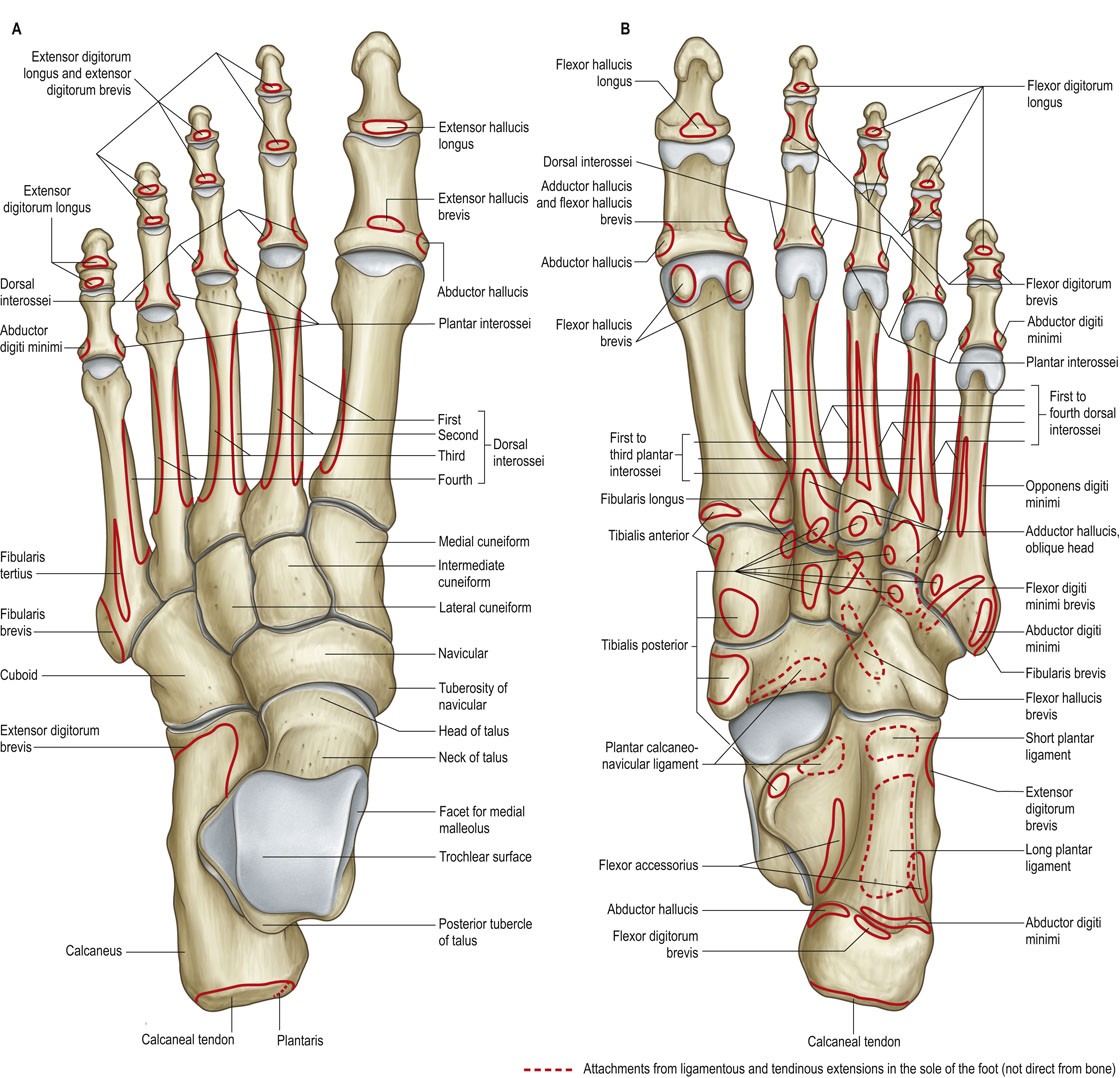 A
Extensor digitorum
longus and extensor
digitorum brevis
Extensor
digitorum longus
Dorsal
interossei
Abductor
digiti minimi
Fibularis
tertius
Fibularis
brevis
Cuboid
Extensor digitorum
brevis
Calcaneus
Calcaneal tendon
Plantaris
Extensor hallucis
longus
Extensor hallucis
brevis
Abductor hallucis
Plantar interossei
First
Second
Third
Fourth
Dorsal
interossei
Medial cuneiform
Intermediate
cuneiform
Lateral cuneiform
Navicular
Tuberosity of
navicular
Head of talus
Neck of talus
Facet for medial
malleolus
Trochlear surface
Posterior tubercle
of talus
B
Flexor hallucis
longus
Dorsal interossei
Adductor hallucis
and flexor hallucis
brevis
Abductor hallucis
Flexor hallucis
brevis
First to
third plantar
interossei
Fibularis longus
Tibialis anterior
Tibialis posterior
Plantar calcaneo-
navicular ligament
Flexor accessorius
Abductor hallucis
Flexor digitorum
brevis
Calcaneal tendon
Flexor digitorum
longus
Flexor digitorum
brevis
Abductor digiti
minimi
Plantar interossei
First to
fourth dorsal
interossei
Opponens digiti
minimi
Adductor hallucis,
oblique head
Flexor digiti
minimi brevis
Abductor digiti
minimi
Fibularis brevis
Flexor hallucis
brevis
Short plantar
ligament
Extensor
digitorum
brevis
Long plantar
ligament
Abductor digiti
minimi
Attachments from ligamentous and tendinous extensions in the sole of the foot (not direct from bone)